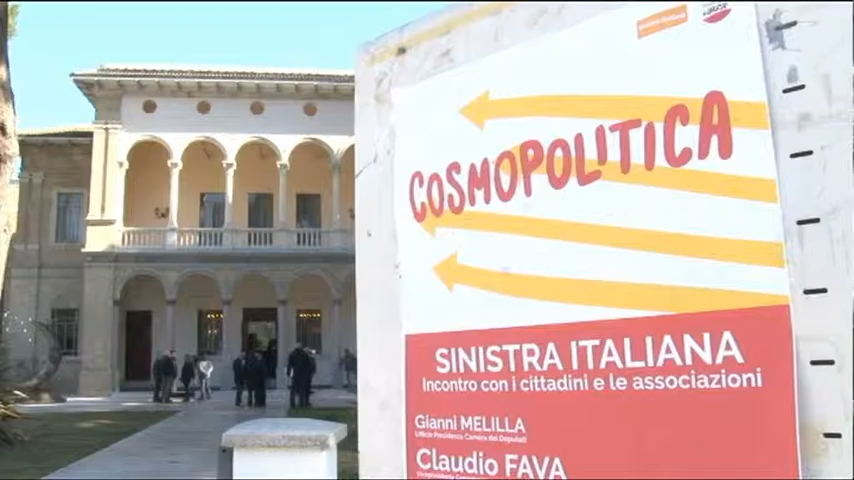 COSMOPOLITICA
SINISTRA ITALIANA
Incontro con i cittadini e le associazioni
Gianni MELILLA
Ufficio Presidenza Camera dei Deputati
Claudio FAVA